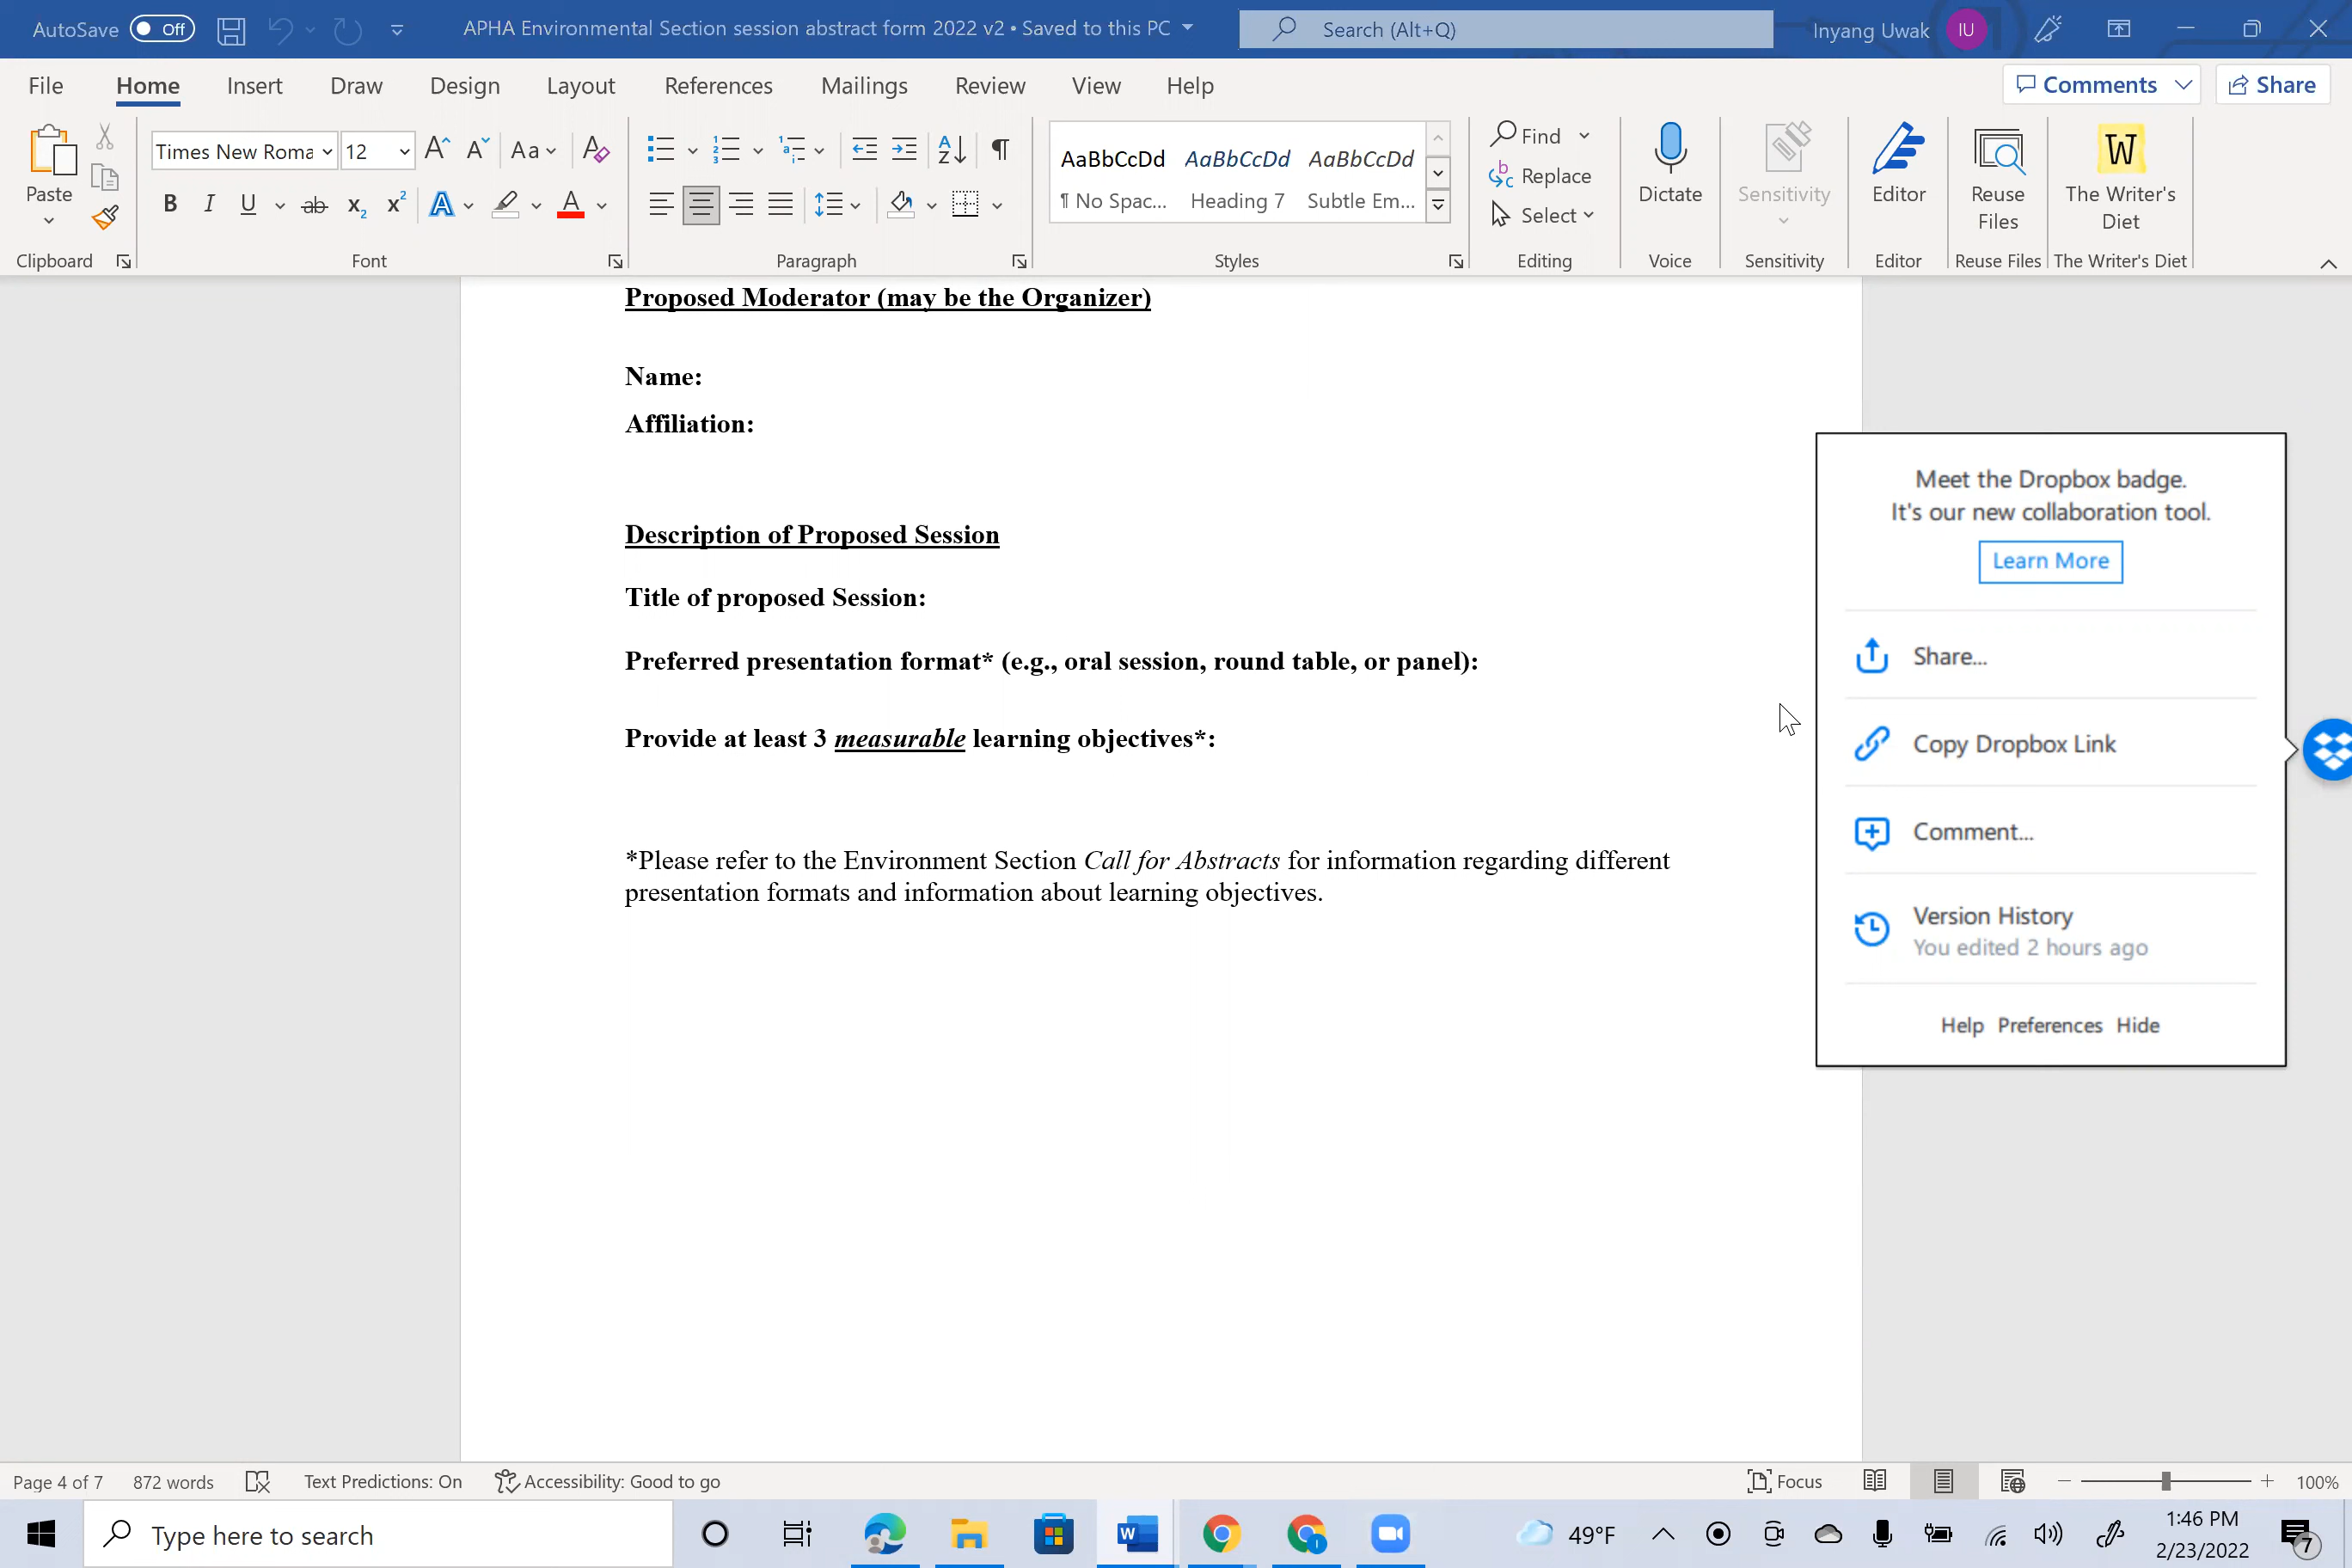 AutoSave Off APHA Environmental Section session abstract form 2022 v2 • Saved to this PC Search (Alt+Q) Inyang Uwak IU
File Home Insert Draw Design Layout References Mailings Review View Help Comments Share
Paste
Clipboard
Times New Roma 12
Font
Paragraph
AaBbCcDd AaBbCcDd AaBbCcDd
¶ No Spac... Heading 7 Subtle Em...
Styles
Find
Replace
Select
Editing
Dictate
Voice
Sensitivity
Sensitivity
Editor
Editor
Reuse
Files
Reuse Files
The Writer's
Diet
The Writer's Diet
Proposed Moderator (may be the Organizer)
Name:
Affiliation:
Description of Proposed Session
Title of proposed Session:
Preferred presentation format* (e.g., oral session, round table, or panel):
Provide at least 3 measurable learning objectives*:
*Please refer to the Environment Section Call for Abstracts for information regarding different
presentation formats and information about learning objectives.
Meet the Dropbox badge.
It's our new collaboration tool.
Learn More
Share...
Copy Dropbox Link
Comment...
Version History
You edited 2 hours ago
Help Preferences Hide
Page 4 of 7 872 words Text Predictions: On Accessibility: Good to go Focus 100%
Type here to search 49°F 1:46 PM
2/23/2022 7